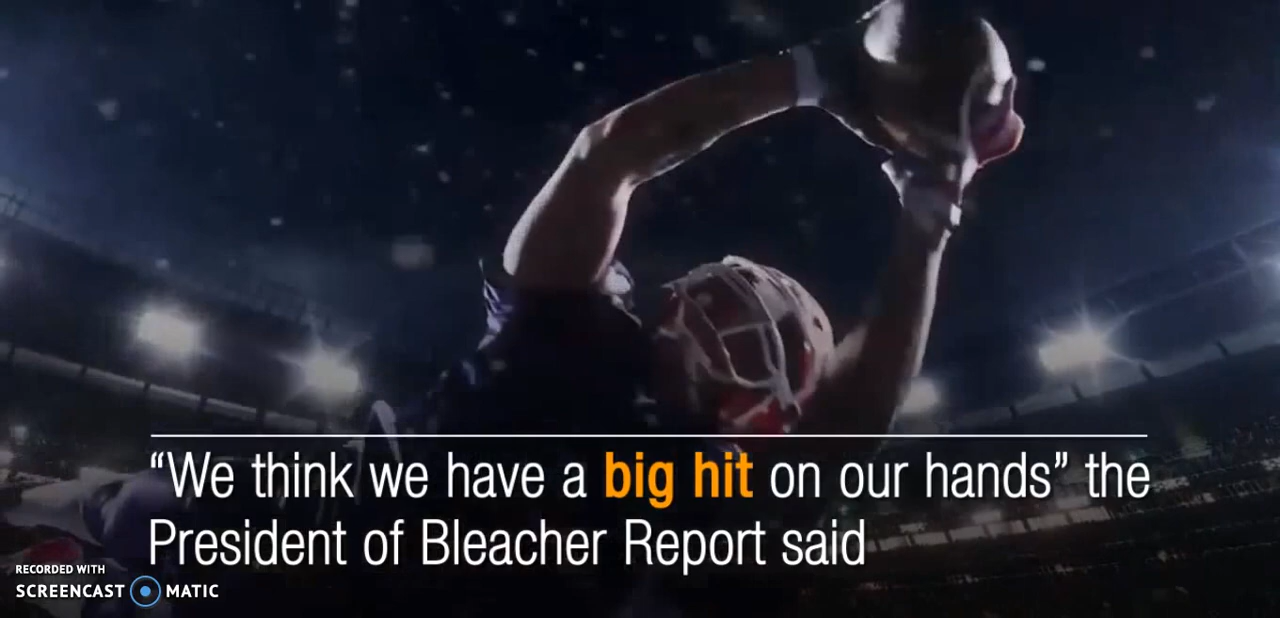 “We think we have a big hit on our hands” the
President of Bleacher Report said
RECORDED WITH
SCREENCAST MATIC